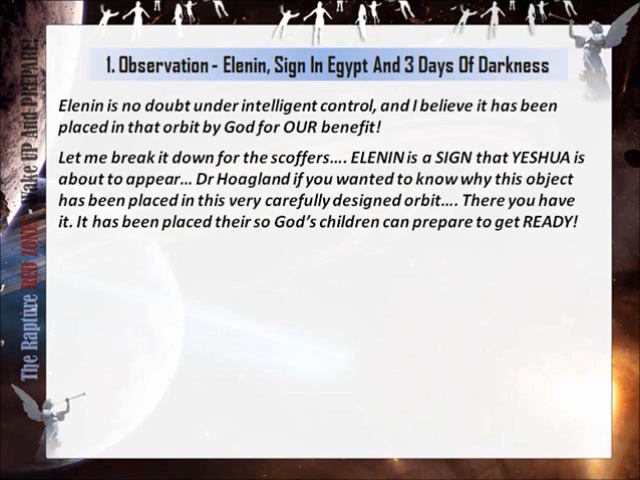 1. Observation - Elenin, Sign In Egypt And 3 Days Of Darkness
Elenin is no doubt under intelligent control, and I believe it has been
placed in that orbit by God for OUR benefit!
Let me break it down for the scoffers…. ELENIN is a SIGN that YESHUA is
about to appear… Dr Hoagland if you wanted to know why this object
has been placed in this very carefully designed orbit…. There you have
it. It has been placed their so God's children can prepare to get READY!
The Rapture RED ZONE - Wake UP And PREPARE!